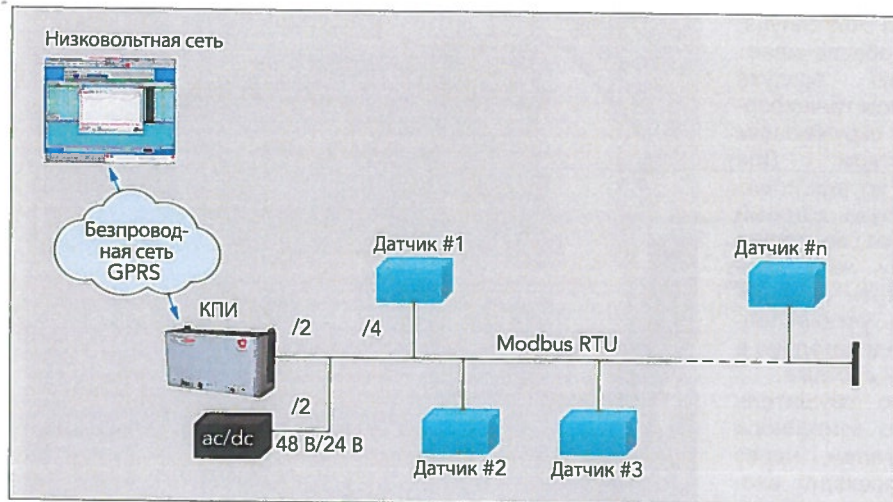 Низковольтная сеть
Безпровод-
ная сеть
GPRS
КПИ
/2
/4
Датчик #1
Датчик #n
Modbus RTU
/2
ac/dc
48 В/24 В
Датчик #2
Датчик #3